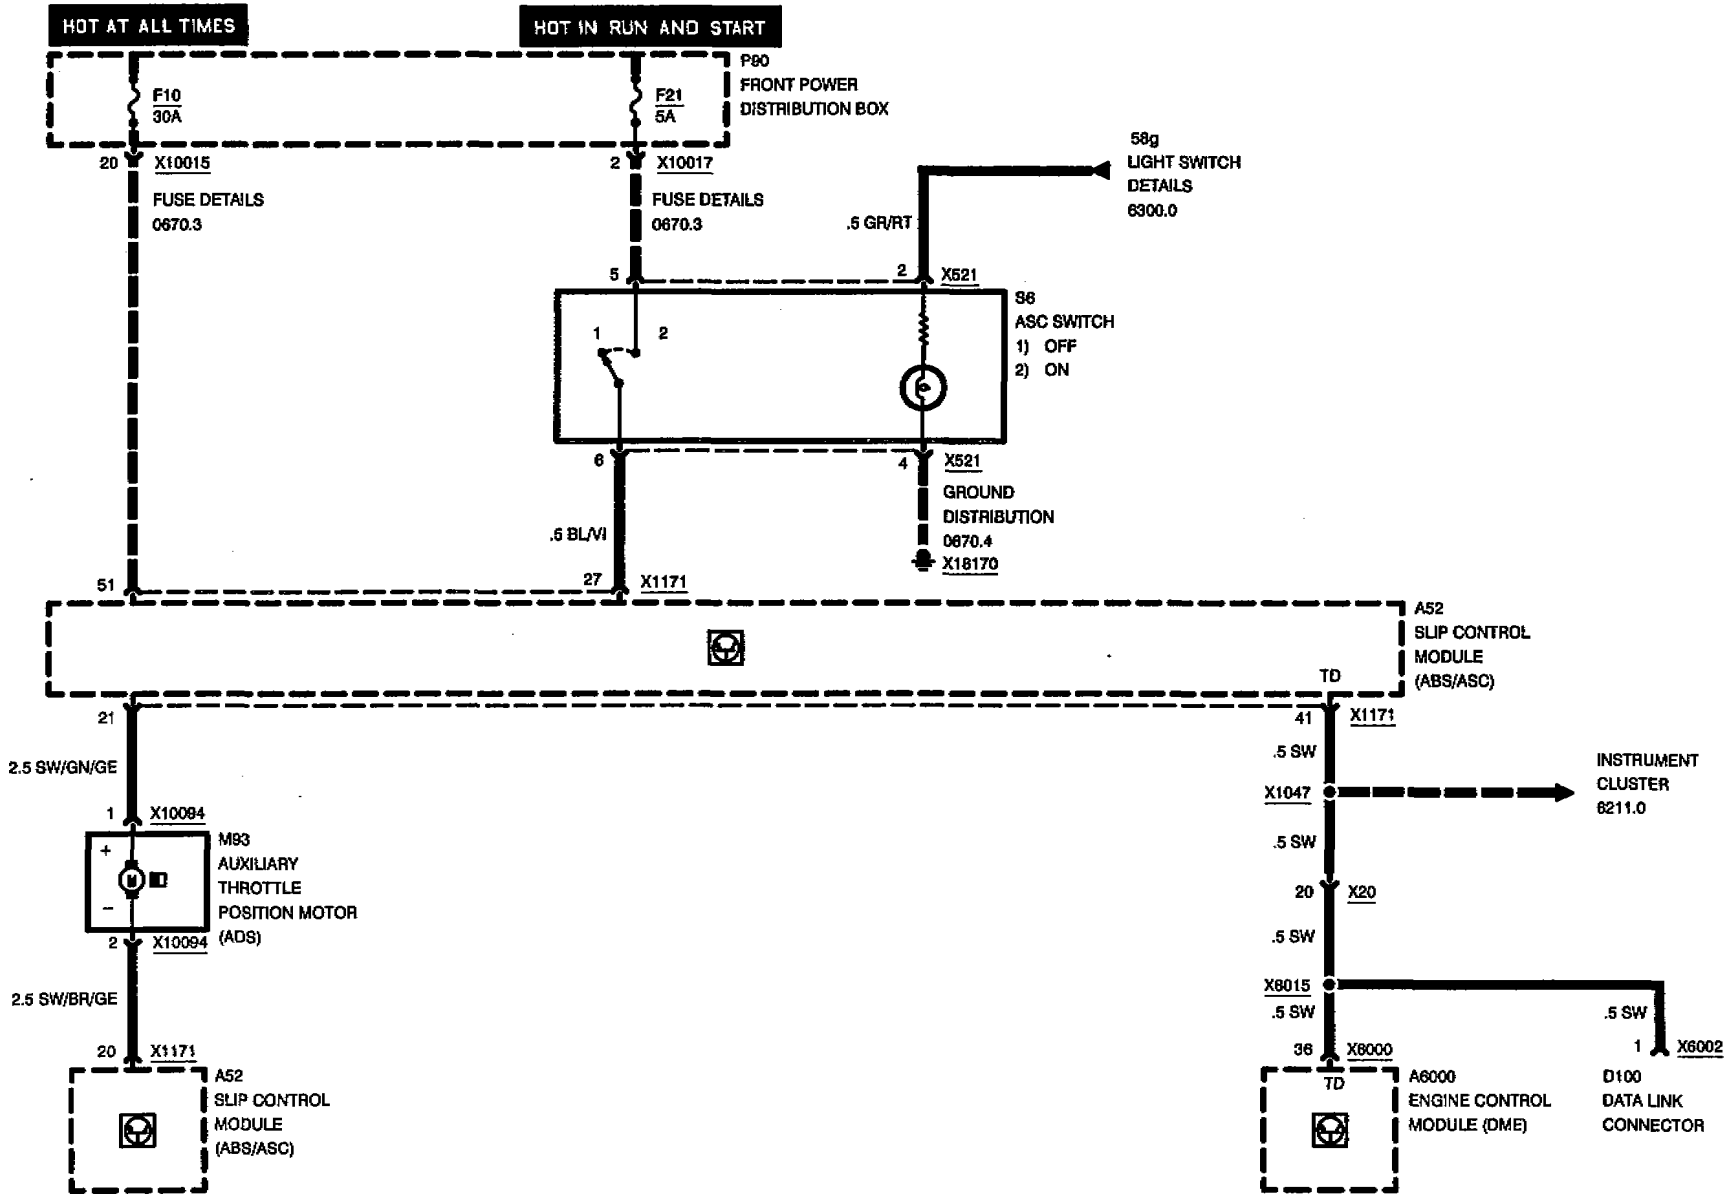 HOT AT ALL TIMES
HOT IN RUN AND START
P90
FRONT POWER
DISTRIBUTION BOX
F10
30A
F21
5A
20 X10015
2 X10017
FUSE DETAILS
0670.3
FUSE DETAILS
0670.3
58g
LIGHT SWITCH
DETAILS
6300.0
.5 GR/RT
5
2 X521
1 2
S6
ASC SWITCH
1) OFF
2) ON
6
4 X521
GROUND
DISTRIBUTION
0670.4
X18170
.5 BL/VI
51
27 X1171
A52
SLIP CONTROL
MODULE
(ABS/ASC)
TD
21
41 X1171
2.5 SW/GN/GE
.5 SW
X1047
INSTRUMENT
CLUSTER
6211.0
1 X10094
.5 SW
+
M
−
M93
AUXILIARY
THROTTLE
POSITION MOTOR
(ADS)
20 X20
2 X10094
.5 SW
2.5 SW/BR/GE
X6015
.5 SW
.5 SW
20 X1171
36 X6000
1 X6002
A52
SLIP CONTROL
MODULE
(ABS/ASC)
TD
A6000
ENGINE CONTROL
MODULE (DME)
D100
DATA LINK
CONNECTOR